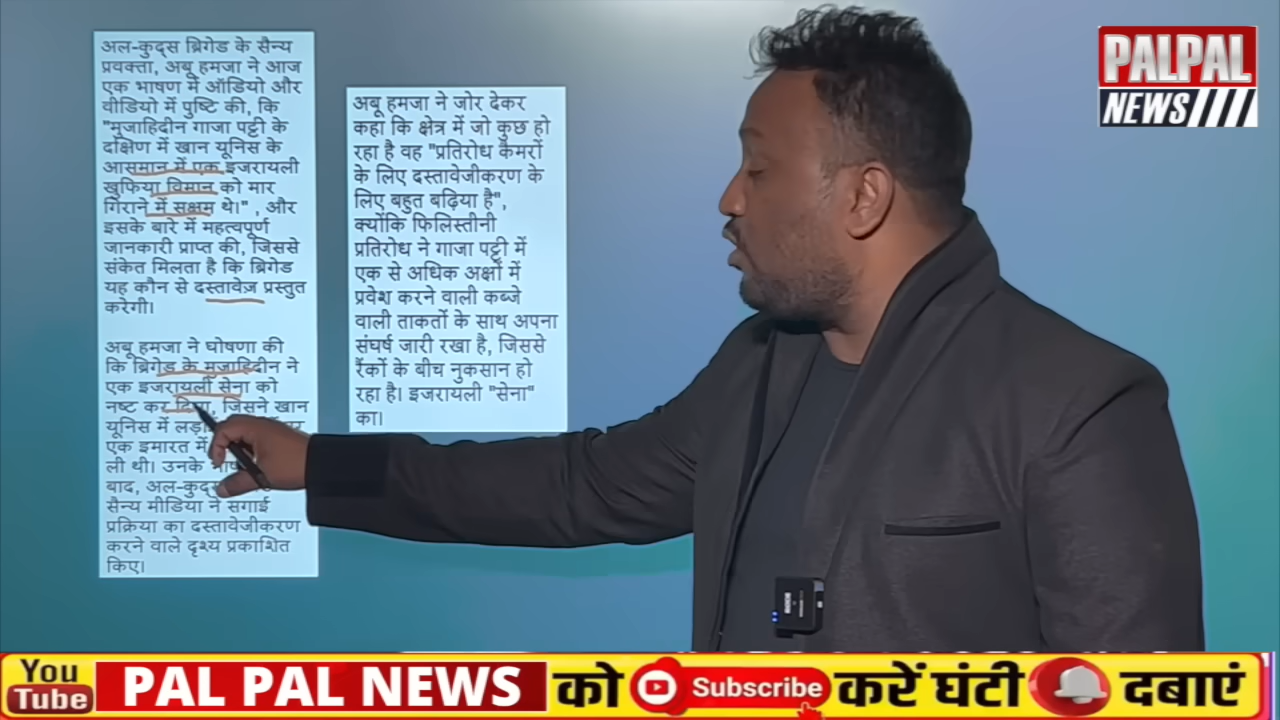 अल-कुद्स ब्रिगेड के सैन्य
प्रवक्ता, अबू हमजा ने आज
एक भाषण में ऑडियो और
वीडियो में पुष्टि की, कि
"मुजाहिदीन गाजा पट्टी के
दक्षिण में खान यूनिस के
आसमान में एक इजरायली
खुफिया विमान को मार
गिराने में सक्षम थे।" , और
इसके बारे में महत्वपूर्ण
जानकारी प्राप्त की, जिससे
संकेत मिलता है कि ब्रिगेड
यह कौन से दस्तावेज़ प्रस्तुत
करेगी।
अबू हमजा ने घोषणा की
कि ब्रिगेड के मुजाहिदीन ने
एक इजरायली सेना को
नष्ट कर दिया, जिसने खान
यूनिस में
एक इमारत में
ली थी। उनके
बाद,
सैन्य मीडिया ने सगाई
प्रक्रिया का दस्तावेजीकरण
करने वाले दृश्य प्रकाशित
किए।
अबू हमजा ने जोर देकर
कहा कि क्षेत्र में जो कुछ हो
रहा है वह "प्रतिरोध कैमरों
के लिए दस्तावेजीकरण के
लिए बहुत बढ़िया है",
क्योंकि फिलिस्तीनी
प्रतिरोध ने गाजा पट्टी में
एक से अधिक अक्षों में
प्रवेश करने वाली कब्जे
वाली ताकतों के साथ अपना
संघर्ष जारी रखा है, जिससे
रैंकों के बीच नुकसान हो
रहा है। इजरायली "सेना"
का।
PALPAL
NEWS
You Tube PAL PAL NEWS को Subscribe करें घंटी दबाएं